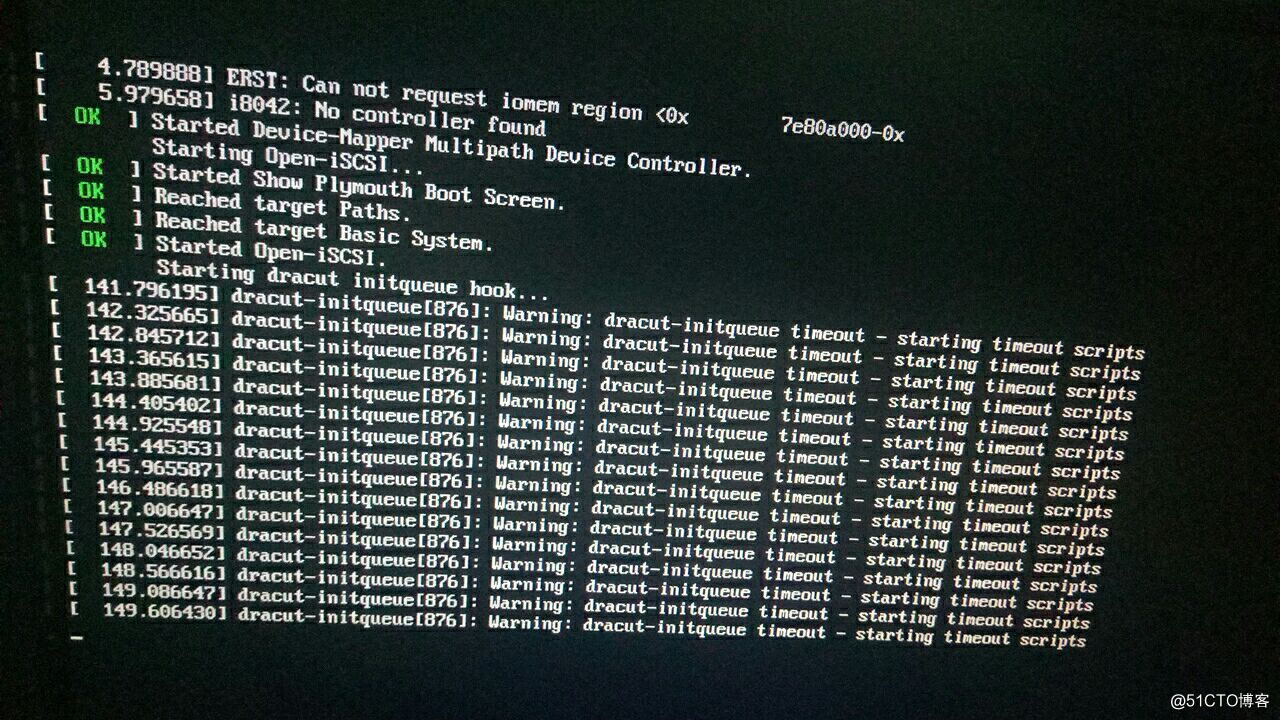 [    4.789888] ERST: Can not request iomem region <0x        7e80a000-0x
[    5.979658] i8042: No controller found
[  OK  ] Started Device-Mapper Multipath Device Controller.
         Starting Open-iSCSI...
[  OK  ] Started Show Plymouth Boot Screen.
[  OK  ] Reached target Paths.
[  OK  ] Reached target Basic System.
[  OK  ] Started Open-iSCSI.
         Starting dracut initqueue hook...
[  141.796195] dracut-initqueue[876]: Warning: dracut-initqueue timeout - starting timeout scripts
[  142.325665] dracut-initqueue[876]: Warning: dracut-initqueue timeout - starting timeout scripts
[  142.845712] dracut-initqueue[876]: Warning: dracut-initqueue timeout - starting timeout scripts
[  143.365615] dracut-initqueue[876]: Warning: dracut-initqueue timeout - starting timeout scripts
[  143.885681] dracut-initqueue[876]: Warning: dracut-initqueue timeout - starting timeout scripts
[  144.405402] dracut-initqueue[876]: Warning: dracut-initqueue timeout - starting timeout scripts
[  144.925548] dracut-initqueue[876]: Warning: dracut-initqueue timeout - starting timeout scripts
[  145.445353] dracut-initqueue[876]: Warning: dracut-initqueue timeout - starting timeout scripts
[  145.965587] dracut-initqueue[876]: Warning: dracut-initqueue timeout - starting timeout scripts
[  146.486618] dracut-initqueue[876]: Warning: dracut-initqueue timeout - starting timeout scripts
[  147.006647] dracut-initqueue[876]: Warning: dracut-initqueue timeout - starting timeout scripts
[  147.526569] dracut-initqueue[876]: Warning: dracut-initqueue timeout - starting timeout scripts
[  148.046652] dracut-initqueue[876]: Warning: dracut-initqueue timeout - starting timeout scripts
[  148.566616] dracut-initqueue[876]: Warning: dracut-initqueue timeout - starting timeout scripts
[  149.086647] dracut-initqueue[876]: Warning: dracut-initqueue timeout - starting timeout scripts
[  149.606430] dracut-initqueue[876]: Warning: dracut-initqueue timeout - starting timeout scripts
@51CTO博客